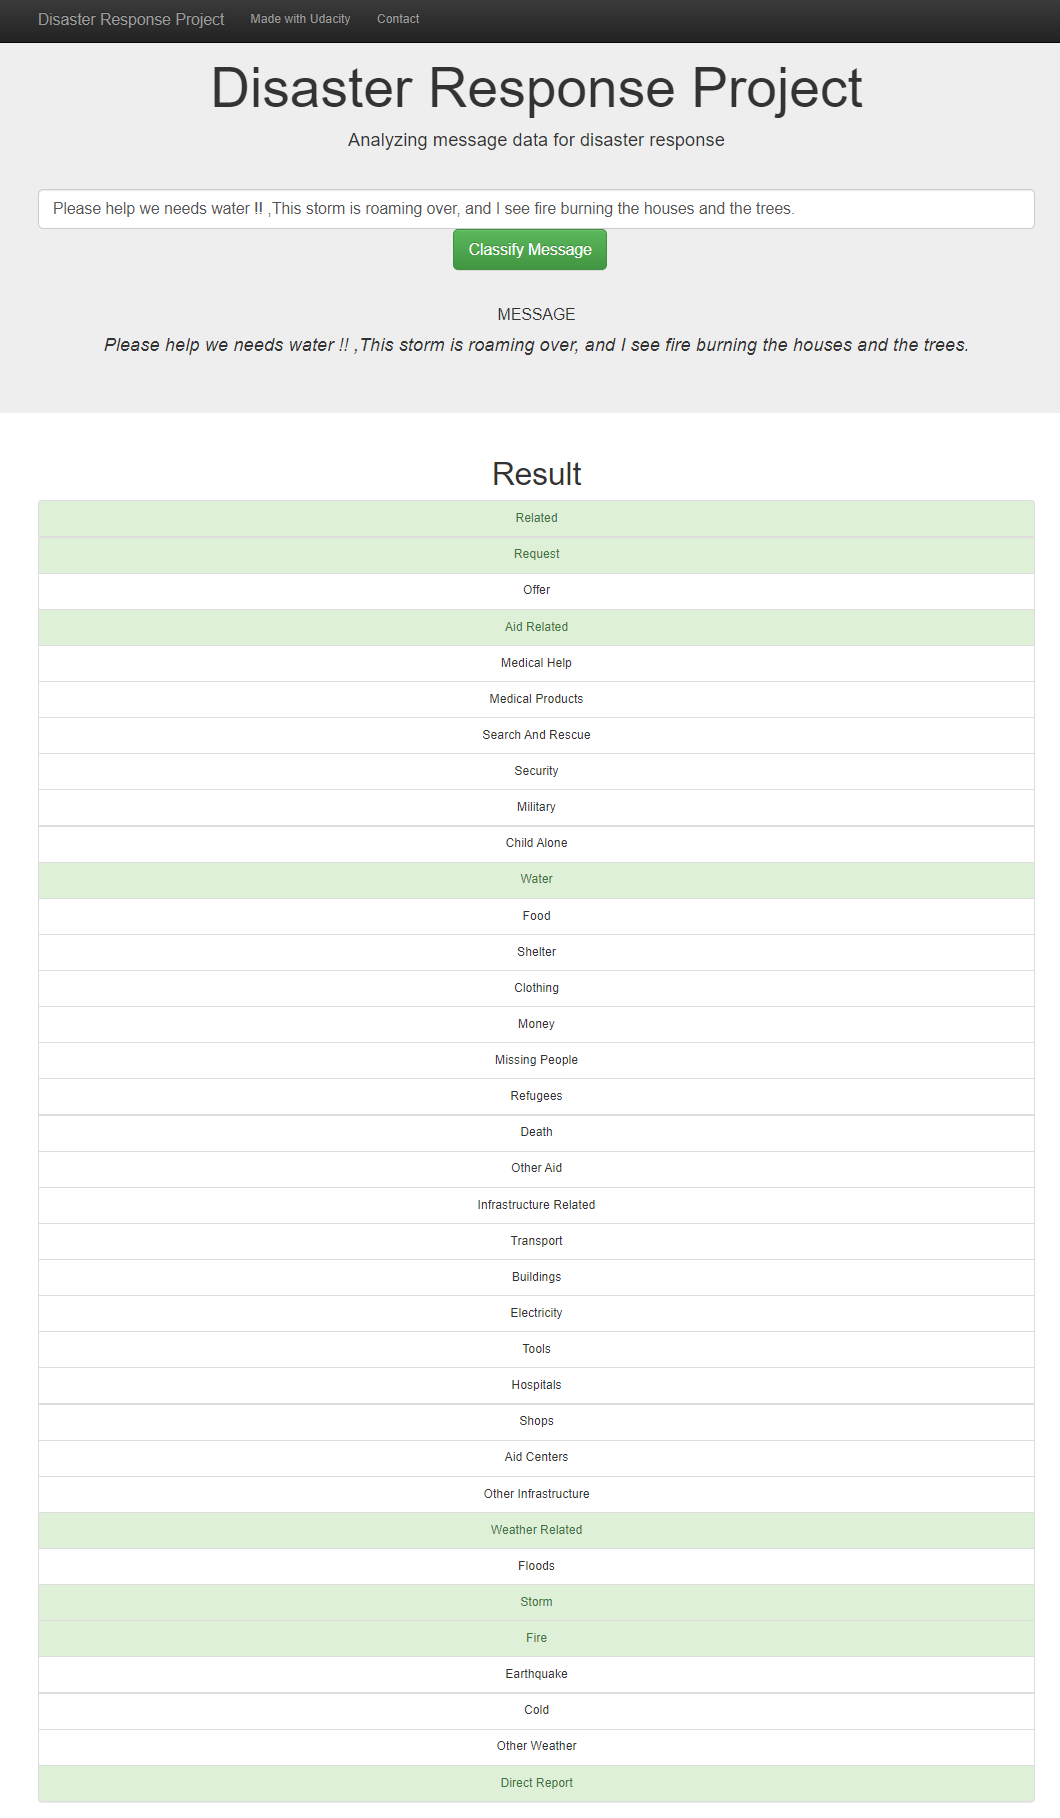 Disaster Response Project Made with Udacity Contact
Disaster Response Project
Analyzing message data for disaster response
Please help we needs water !! ,This storm is roaming over, and I see fire burning the houses and the trees.
Classify Message
MESSAGE
Please help we needs water !! ,This storm is roaming over, and I see fire burning the houses and the trees.
Result
Related
Request
Offer
Aid Related
Medical Help
Medical Products
Search And Rescue
Security
Military
Child Alone
Water
Food
Shelter
Clothing
Money
Missing People
Refugees
Death
Other Aid
Infrastructure Related
Transport
Buildings
Electricity
Tools
Hospitals
Shops
Aid Centers
Other Infrastructure
Weather Related
Floods
Storm
Fire
Earthquake
Cold
Other Weather
Direct Report